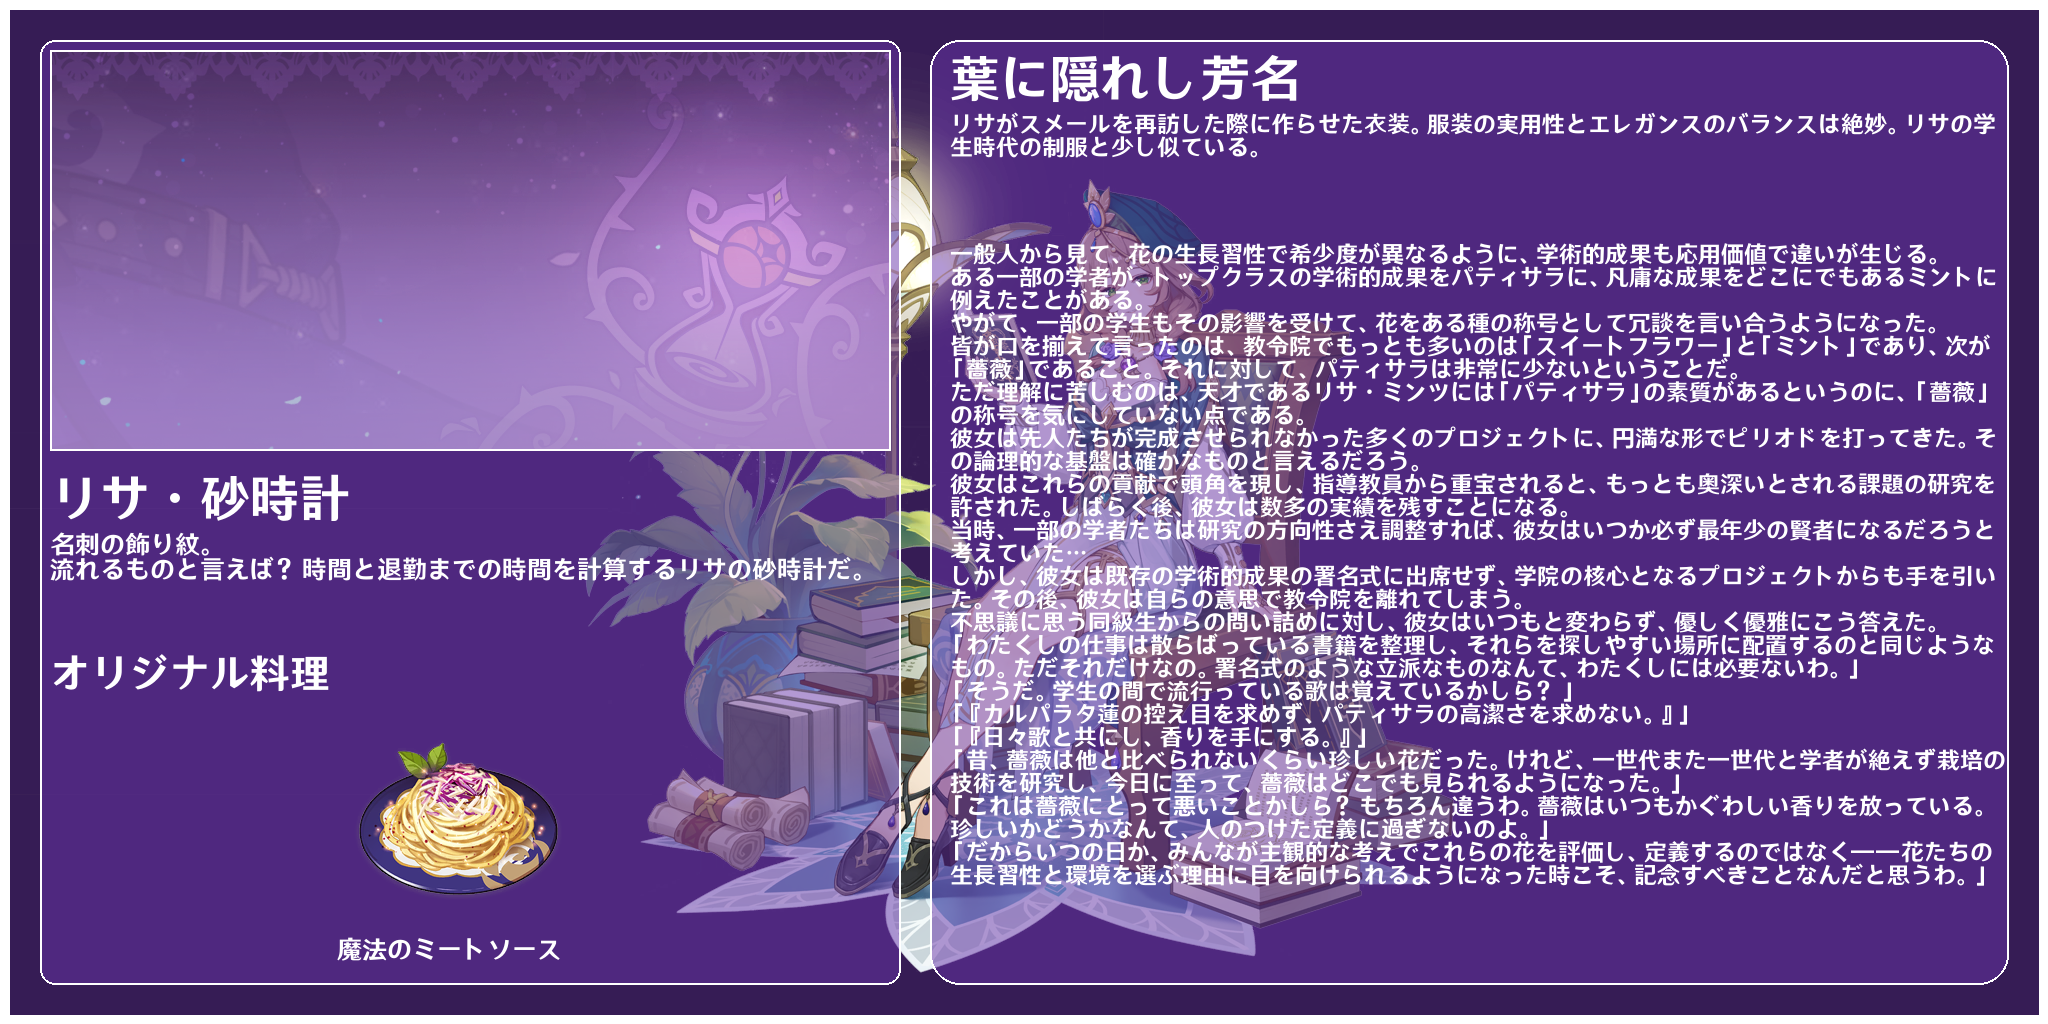 リサ・砂時計
名刺の飾り紋。
流れるものと言えば？時間と退勤までの時間を計算するリサの砂時計だ。
オリジナル料理
魔法のミートソース
葉に隠れし芳名
リサがスメールを再訪した際に作らせた衣装。服装の実用性とエレガンスのバランスは絶妙。リサの学
生時代の制服と少し似ている。
一般人から見て、花の生長習性で希少度が異なるように、学術的成果も応用価値で違いが生じる。
ある一部の学者が、トップクラスの学術的成果をパティサラに、凡庸な成果をどこにでもあるミントに
例えたことがある。
やがて、一部の学生もその影響を受けて、花をある種の称号として冗談を言い合うようになった。
皆が口を揃えて言ったのは、教令院でもっとも多いのは「スイートフラワー」と「ミント」であり、次が
「薔薇」であること。それに対して、パティサラは非常に少ないということだ。
ただ理解に苦しむのは、天才であるリサ・ミンツには「パティサラ」の素質があるというのに、「薔薇」
の称号を気にしていない点である。
彼女は先人たちが完成させられなかった多くのプロジェクトに、円満な形でピリオドを打ってきた。そ
の論理的な基盤は確かなものと言えるだろう。
彼女はこれらの貢献で頭角を現し、指導教員から重宝されると、もっとも奥深いとされる課題の研究を
許された。しばらく後、彼女は数多の実績を残すことになる。
当時、一部の学者たちは研究の方向性さえ調整すれば、彼女はいつか必ず最年少の賢者になるだろうと
考えていた…
しかし、彼女は既存の学術的成果の署名式に出席せず、学院の核心となるプロジェクトからも手を引い
た。その後、彼女は自らの意思で教令院を離れてしまう。
不思議に思う同級生からの問い詰めに対し、彼女はいつもと変わらず、優しく優雅にこう答えた。
「わたくしの仕事は散らばっている書籍を整理し、それらを探しやすい場所に配置するのと同じような
もの。ただそれだけなの。署名式のような立派なものなんて、わたくしには必要ないわ。」
「そうだ。学生の間で流行っている歌は覚えているかしら？」
「『カルパラタ蓮の控え目を求めず、パティサラの高潔さを求めない。』」
「『日々歌と共にし、香りを手にする。』」
「昔、薔薇は他と比べられないくらい珍しい花だった。けれど、一世代また一世代と学者が絶えず栽培の
技術を研究し、今日に至って、薔薇はどこでも見られるようになった。」
「これは薔薇にとって悪いことかしら？もちろん違うわ。薔薇はいつもかぐわしい香りを放っている。
珍しいかどうかなんて、人のつけた定義に過ぎないのよ。」
「だからいつの日か、みんなが主観的な考えでこれらの花を評価し、定義するのではなく——花たちの
生長習性と環境を選ぶ理由に目を向けられるようになった時こそ、記念すべきことなんだと思うわ。」